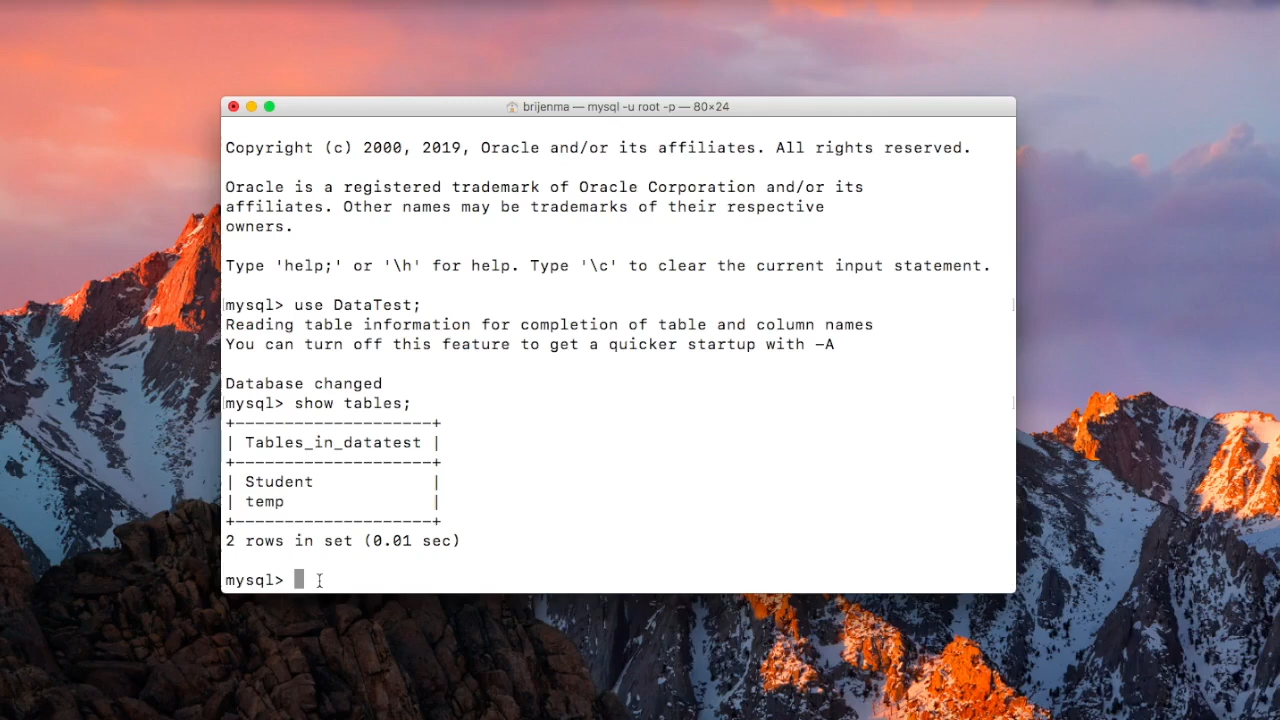 brijenma — mysql -u root -p — 80×24
Copyright (c) 2000, 2019, Oracle and/or its affiliates. All rights reserved.
Oracle is a registered trademark of Oracle Corporation and/or its
affiliates. Other names may be trademarks of their respective
owners.
Type 'help;' or '\h' for help. Type '\c' to clear the current input statement.
mysql> use DataTest;
Reading table information for completion of table and column names
You can turn off this feature to get a quicker startup with -A
Database changed
mysql> show tables;
+--------------------+
| Tables_in_datatest |
+--------------------+
| Student            |
| temp               |
+--------------------+
2 rows in set (0.01 sec)
mysql>